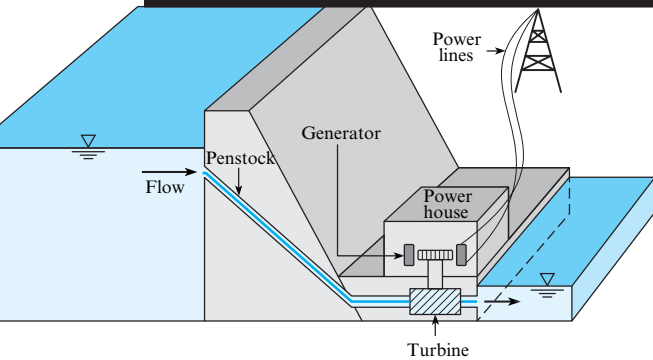 Power
lines
Generator
Penstock
Flow
Power
house
Turbine